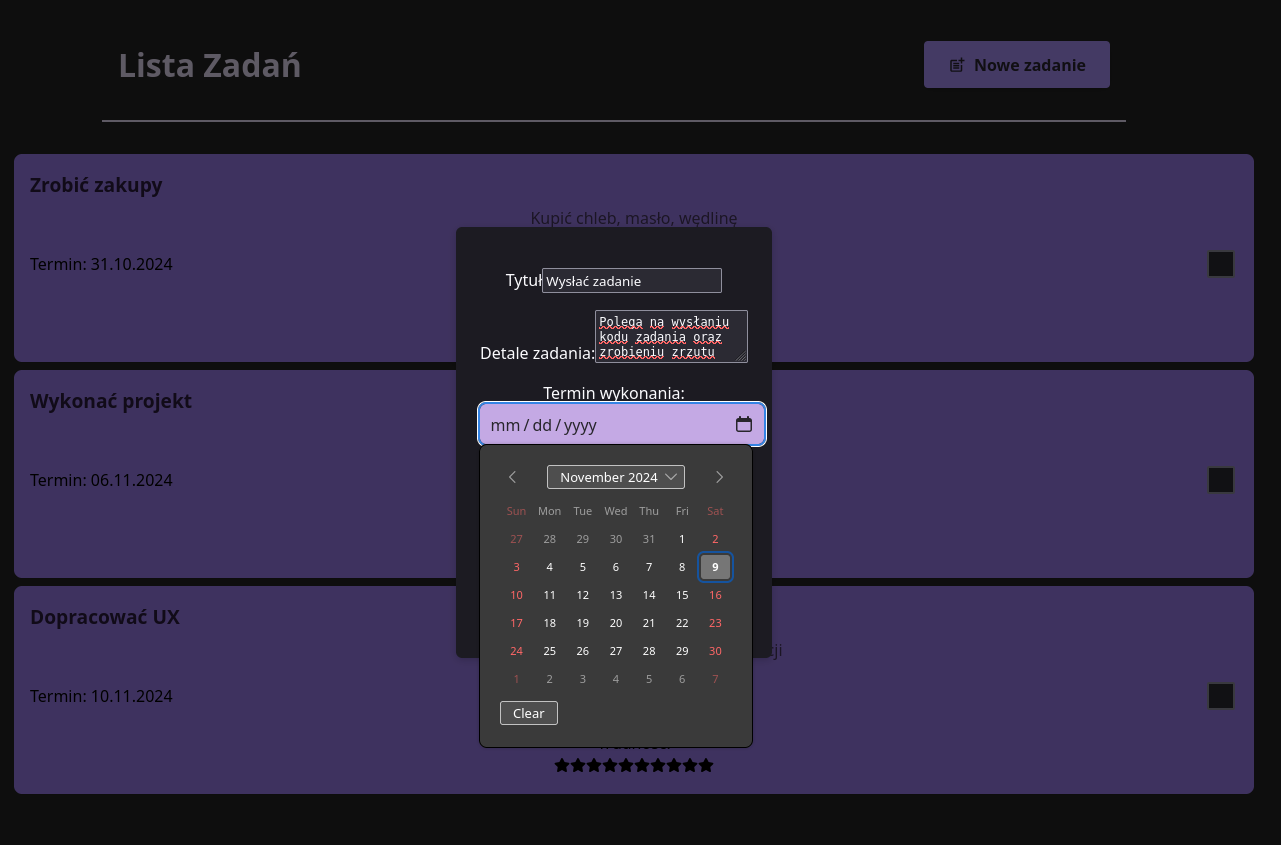 Lista Zadań
Nowe zadanie
Zrobić zakupy
Kupić chleb, masło, wędlinę
Termin: 31.10.2024
Tytuł
Wysłać zadanie
Detale zadania:
Polega na wysłaniu
kodu zadania oraz
zrobieniu zrzutu
Wykonać projekt
Termin wykonania:
mm / dd / yyyy
Termin: 06.11.2024
November 2024
Sun Mon Tue Wed Thu Fri Sat
27 28 29 30 31 1 2
3 4 5 6 7 8 9
10 11 12 13 14 15 16
17 18 19 20 21 22 23
24 25 26 27 28 29 30
1 2 3 4 5 6 7
Clear
Dopracować UX
Termin: 10.11.2024